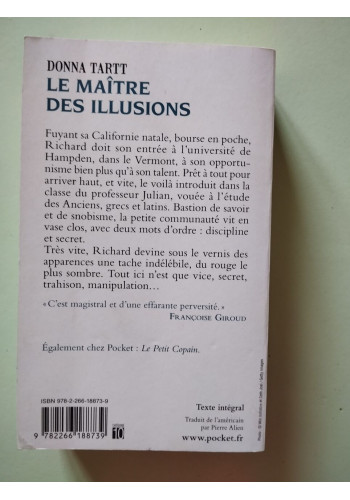 DONNA TARTT
LE MAÎTRE
DES ILLUSIONS
Fuyant sa Californie natale, bourse en poche,
Richard doit son entrée à l'université de
Hampden, dans le Vermont, à son opportu-
nisme bien plus qu'à son talent. Prêt à tout pour
arriver haut, et vite, le voilà introduit dans la
classe du professeur Julian, vouée à l'étude
des Anciens, grecs et latins. Bastion de savoir
et de snobisme, la petite communauté vit en
vase clos, avec deux mots d'ordre : discipline
et secret.
Très vite, Richard devine sous le vernis des
apparences une tache indélébile, du rouge le
plus sombre. Tout ici n'est que vice, secret,
trahison, manipulation…
« C'est magistral et d'une effarante perversité. »
FRANÇOISE GIROUD
Également chez Pocket : Le Petit Copain.
ISBN 978-2-266-18873-9
9 782266 188739
Texte intégral
Traduit de l'américain
par Pierre Alien
www.pocket.fr